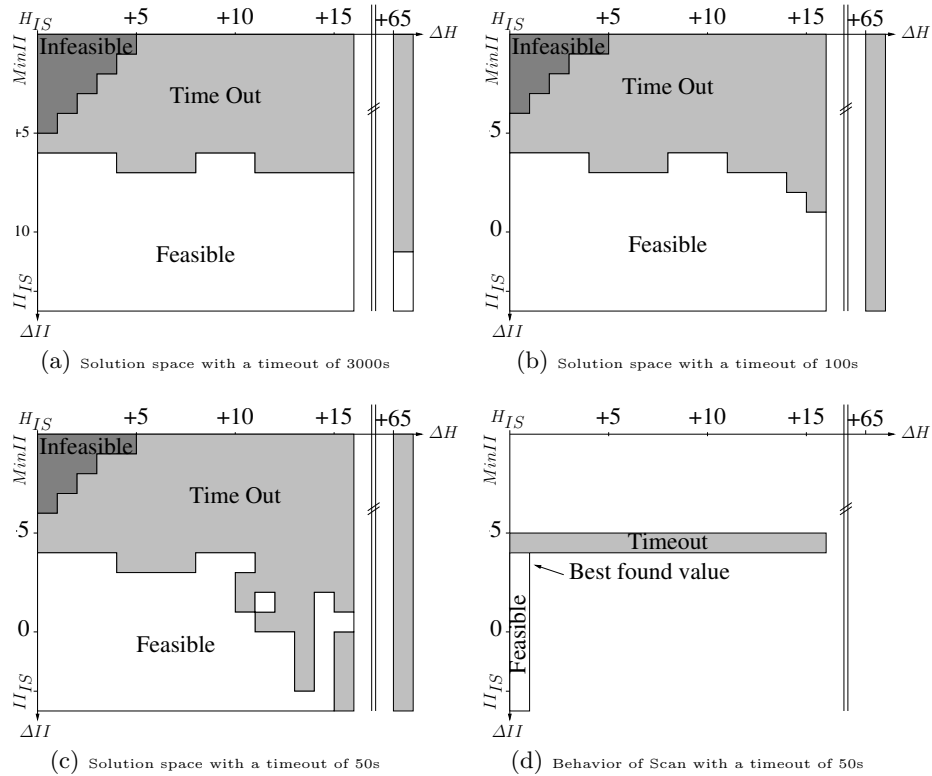 H_IS +5 +10 +15 +65 ΔH
MinII
Infeasible
Time Out
+5
Feasible
10
II_IS
ΔII
(a) Solution space with a timeout of 3000s
H_IS +5 +10 +15 +65 ΔH
MinII
Infeasible
Time Out
5
Feasible
0
II_IS
ΔII
(b) Solution space with a timeout of 100s
H_IS +5 +10 +15 +65 ΔH
MinII
Infeasible
Time Out
5
Feasible
0
II_IS
ΔII
(c) Solution space with a timeout of 50s
H_IS +5 +10 +15 +65 ΔH
MinII
5
Timeout
Best found value
Feasible
0
II_IS
ΔII
(d) Behavior of Scan with a timeout of 50s